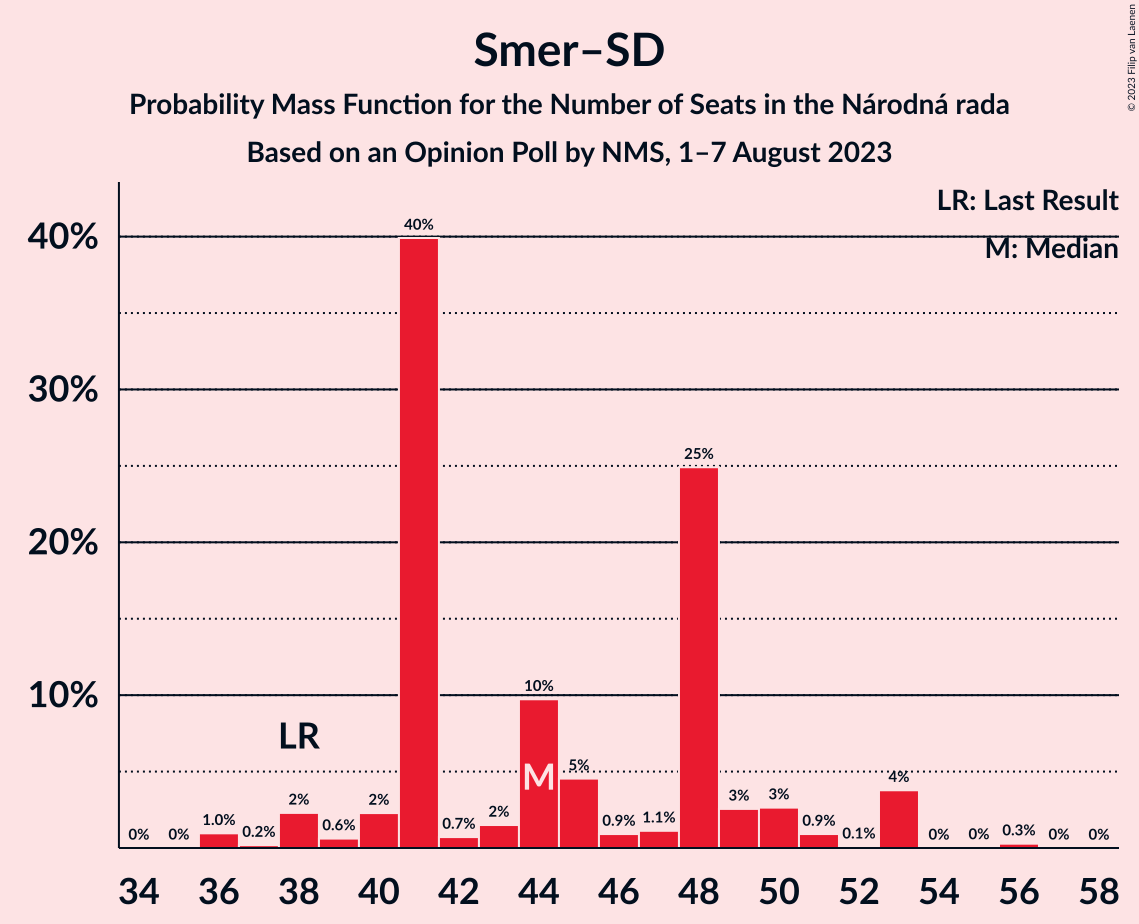 Smer–SD
Probability Mass Function for the Number of Seats in the Národná rada
Based on an Opinion Poll by NMS, 1–7 August 2023
© 2023 Filip van Laenen
LR: Last Result
M: Median
40%
30%
20%
10%
0% 0% 1.0% 0.2% 2% 0.6% 2% 40% 0.7% 2% 10% 5% 0.9% 1.1% 25% 3% 3% 0.9% 0.1% 4% 0% 0% 0.3% 0% 0%
LR
M
34 36 38 40 42 44 46 48 50 52 54 56 58